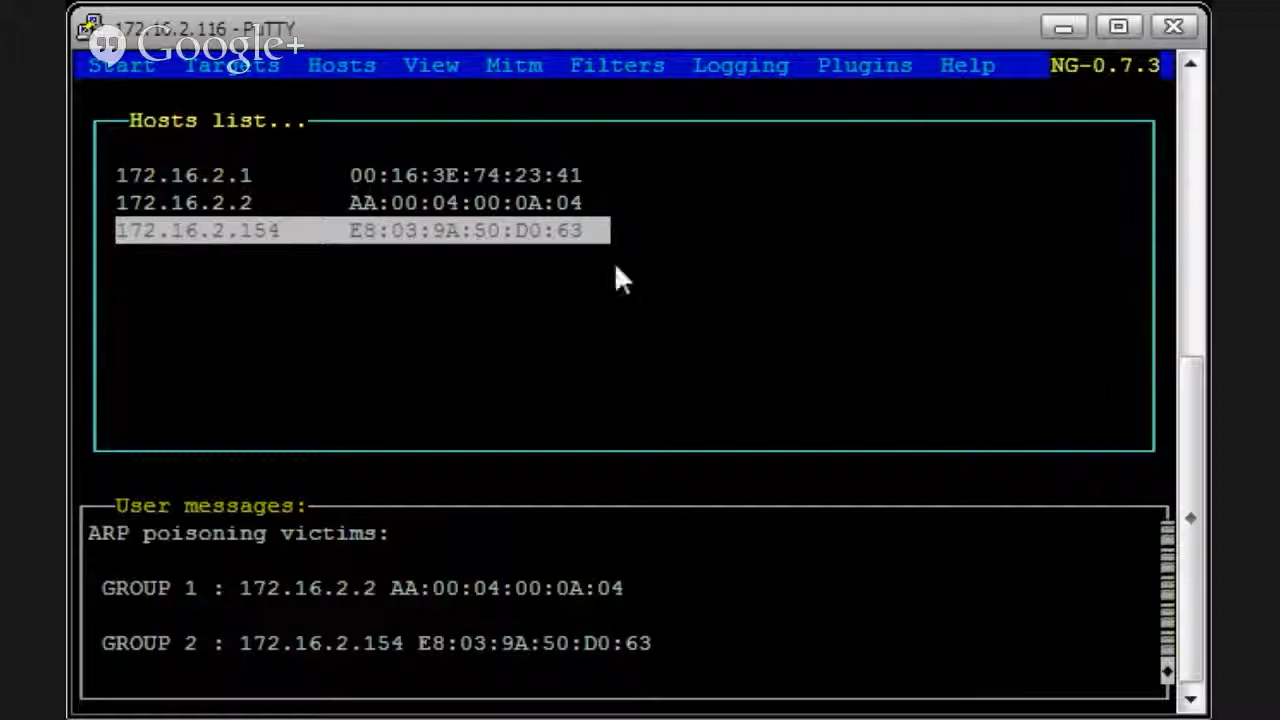 172.16.2.116 - PuTTY
Google+
Start Targets Hosts View Mitm Filters Logging Plugins Help NG-0.7.3
Hosts list...
172.16.2.1 00:16:3E:74:23:41
172.16.2.2 AA:00:04:00:0A:04
172.16.2.154 E8:03:9A:50:D0:63
User messages:
ARP poisoning victims:
GROUP 1 : 172.16.2.2 AA:00:04:00:0A:04
GROUP 2 : 172.16.2.154 E8:03:9A:50:D0:63